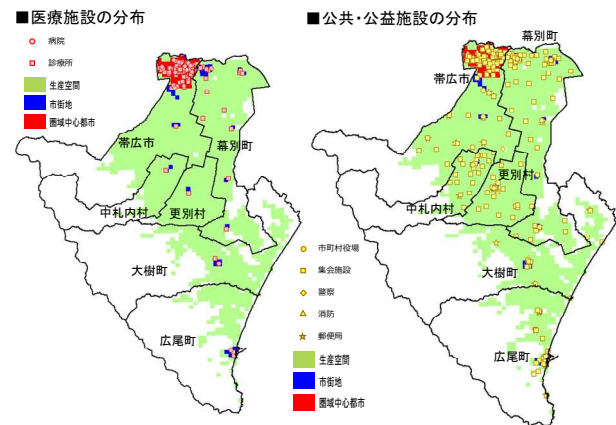 ■医療施設の分布
病院
診療所
生産空間
市街地
圏域中心都市
帯広市
幕別町
中札内村
更別村
大樹町
広尾町
■公共・公益施設の分布
幕別町
帯広市
更別村
中札内村
大樹町
広尾町
市町村役場
集会施設
警察
消防
郵便局
生産空間
市街地
圏域中心都市